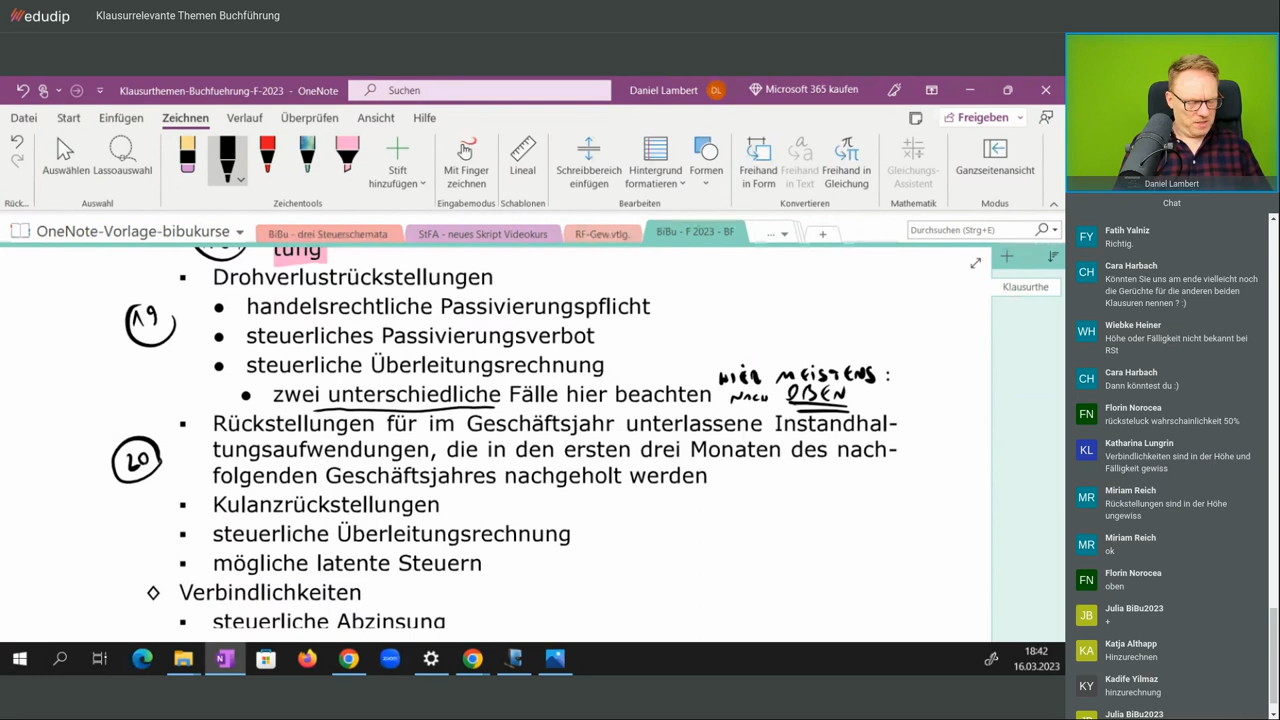 edudip
Klausurrelevante Themen Buchführung
Klausurthemen-Buchfuehrung-F-2023 - OneNote
Suchen
Daniel Lambert
DL
Microsoft 365 kaufen
Datei
Start
Einfügen
Zeichnen
Verlauf
Überprüfen
Ansicht
Hilfe
Freigeben
Auswählen
Lassoauswahl
Stift
hinzufügen
Mit Finger
zeichnen
Lineal
Schreibbereich
einfügen
Hintergrund
formatieren
Formen
Freihand
in Form
Freihand
in Text
Freihand in
Gleichung
Gleichungs-
Assistent
Ganzseitenansicht
Rück...
Auswahl
Zeichentools
Eingabemodus
Schablonen
Bearbeiten
Konvertieren
Mathematik
Modus
OneNote-Vorlage-bibukurse
BiBu - drei Steuerschemata
StFA - neues Skript Videokurs
RF-Gew.vtlg.
BiBu - F 2023 - BF
...
Durchsuchen (Strg+E)
Klausurthe
tung
▪ Drohverlustrückstellungen
19
● handelsrechtliche Passivierungspflicht
● steuerliches Passivierungsverbot
● steuerliche Überleitungsrechnung
● zwei unterschiedliche Fälle hier beachten
HIER MEISTENS:
NACH OBEN
▪ Rückstellungen für im Geschäftsjahr unterlassene Instandhal-
20
tungsaufwendungen, die in den ersten drei Monaten des nach-
folgenden Geschäftsjahres nachgeholt werden
▪ Kulanzrückstellungen
▪ steuerliche Überleitungsrechnung
▪ mögliche latente Steuern
◊ Verbindlichkeiten
▪ steuerliche Abzinsung
18:42
16.03.2023
Daniel Lambert
Chat
FY
Fatih Yalniz
Richtig.
CH
Cara Harbach
Könnten Sie uns am ende vielleicht noch
die Gerüchte für die anderen beiden
Klausuren nennen ? :)
WH
Wiebke Heiner
Höhe oder Fälligkeit nicht bekannt bei
RSt
CH
Cara Harbach
Dann könntest du :)
FN
Florin Norocea
rücksteluck wahrscheinlichkeit 50%
KL
Katharina Lungrin
Verbindlichkeiten sind in der Höhe und
Fälligkeit gewiss
MR
Miriam Reich
Rückstellungen sind in der Höhe
ungewiss
MR
Miriam Reich
ok
FN
Florin Norocea
oben
JB
Julia BiBu2023
+
KA
Katja Althapp
Hinzurechnen
KY
Kadife Yilmaz
hinzurechnung
JB
Julia BiBu2023